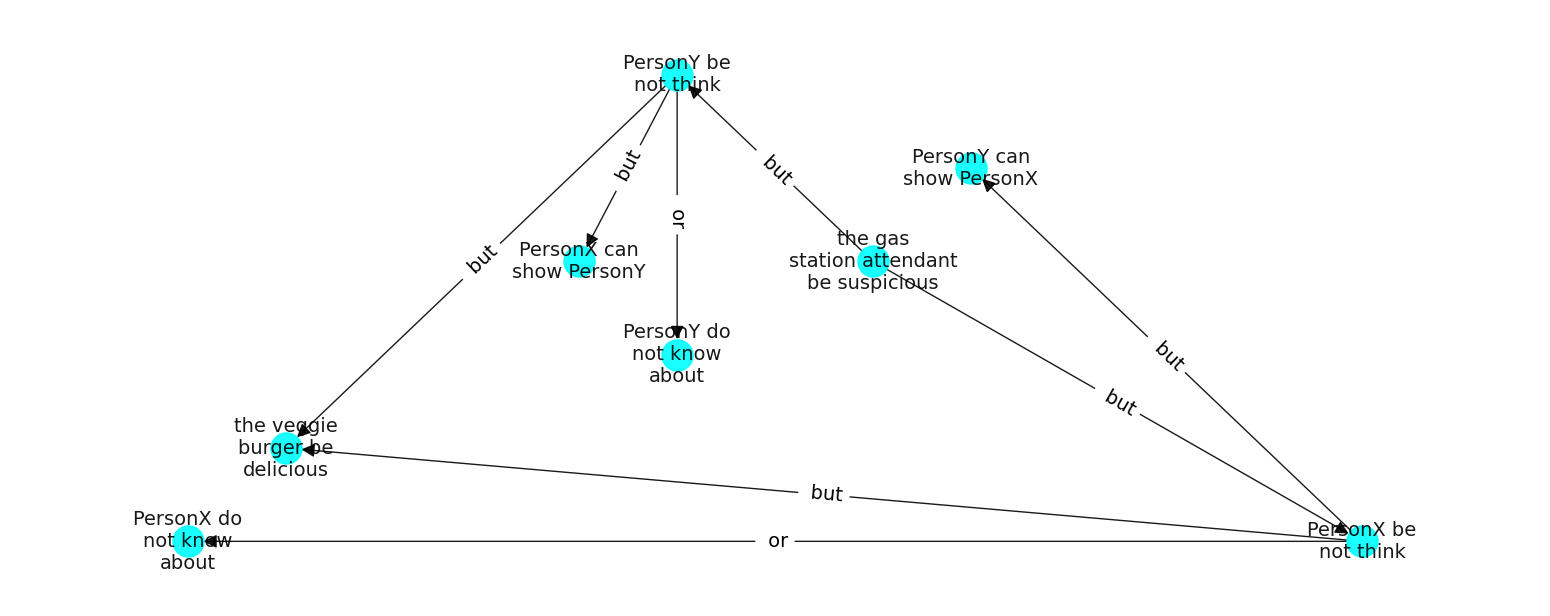 PersonY be
not think
but
PersonY can
show PersonX
but
or
the gas
station attendant
be suspicious
PersonX can
show PersonY
but
PersonY do
not know
about
but
but
the veggie
burger be
delicious
but
PersonX do
not know
about
or
PersonX be
not think